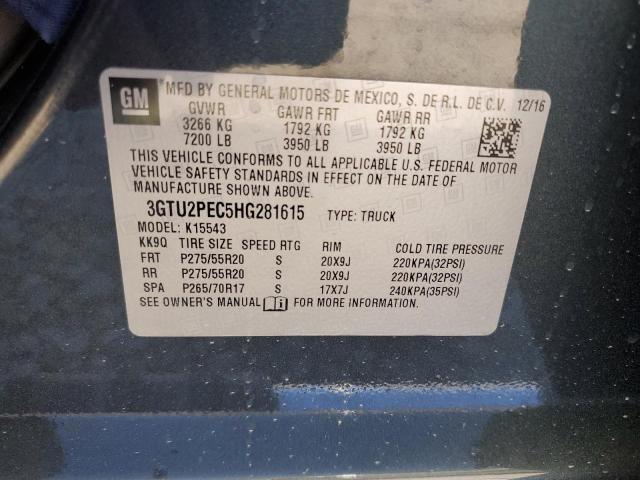 GM
MFD BY GENERAL MOTORS DE MEXICO, S. DE R.L. DE C.V. 12/16
GVWR GAWR FRT GAWR RR
3266 KG 1792 KG 1792 KG
7200 LB 3950 LB 3950 LB
THIS VEHICLE CONFORMS TO ALL APPLICABLE U.S. FEDERAL MOTOR
VEHICLE SAFETY STANDARDS IN EFFECT ON THE DATE OF
MANUFACTURE SHOWN ABOVE.
3GTU2PEC5HG281615 TYPE: TRUCK
MODEL: K15543
KK9Q TIRE SIZE SPEED RTG RIM COLD TIRE PRESSURE
FRT P275/55R20 S 20X9J 220KPA(32PSI)
RR P275/55R20 S 20X9J 220KPA(32PSI)
SPA P265/70R17 S 17X7J 240KPA(35PSI)
SEE OWNER'S MANUAL FOR MORE INFORMATION.